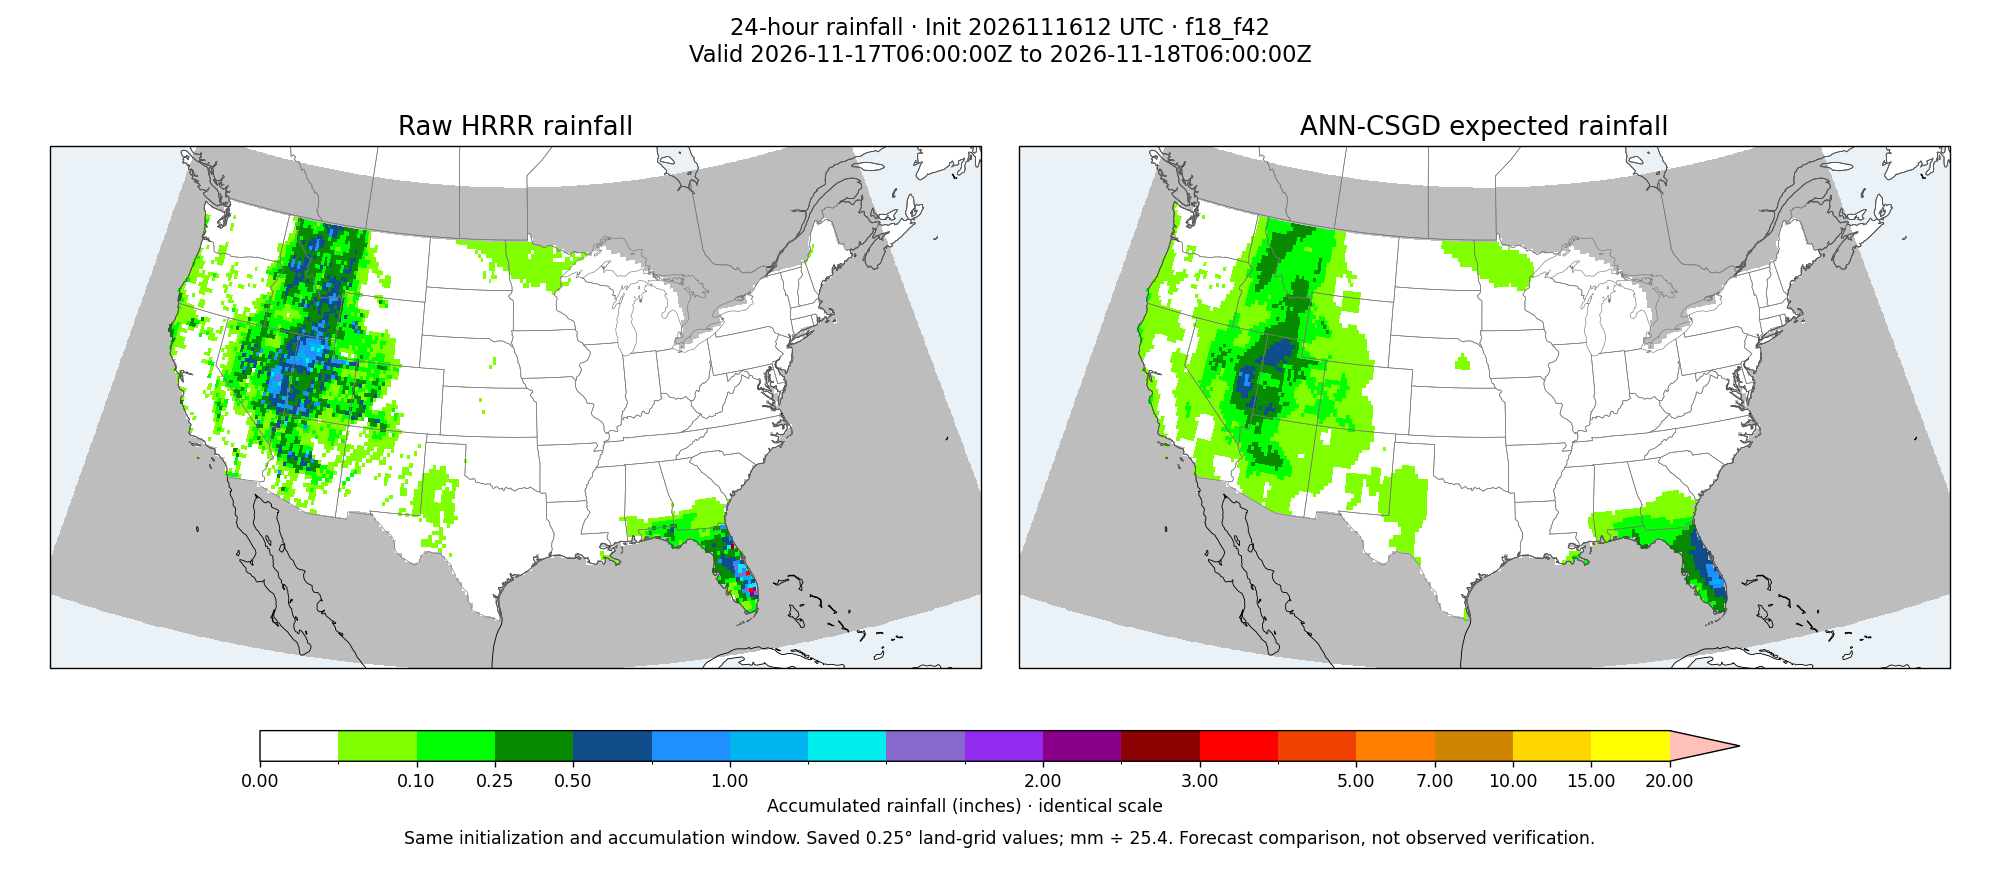 24-hour rainfall · Init 2026111612 UTC · f18_f42
Valid 2026-11-17T06:00:00Z to 2026-11-18T06:00:00Z
Raw HRRR rainfall
ANN-CSGD expected rainfall
0.00 0.10 0.25 0.50 1.00 2.00 3.00 5.00 7.00 10.00 15.00 20.00
Accumulated rainfall (inches) · identical scale
Same initialization and accumulation window. Saved 0.25° land-grid values; mm ÷ 25.4. Forecast comparison, not observed verification.